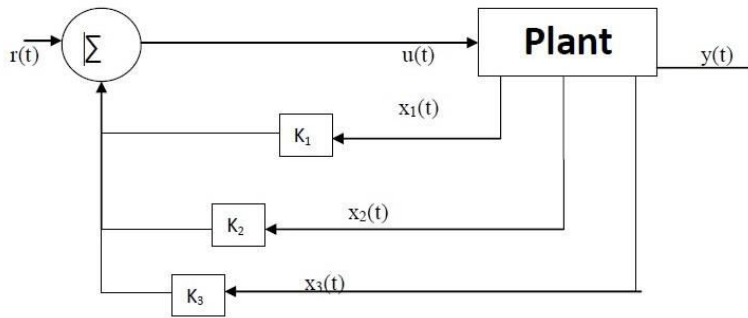 Plant
r(t)
∑
u(t)
y(t)
x₁(t)
K₁
x₂(t)
K₂
x₃(t)
K₃